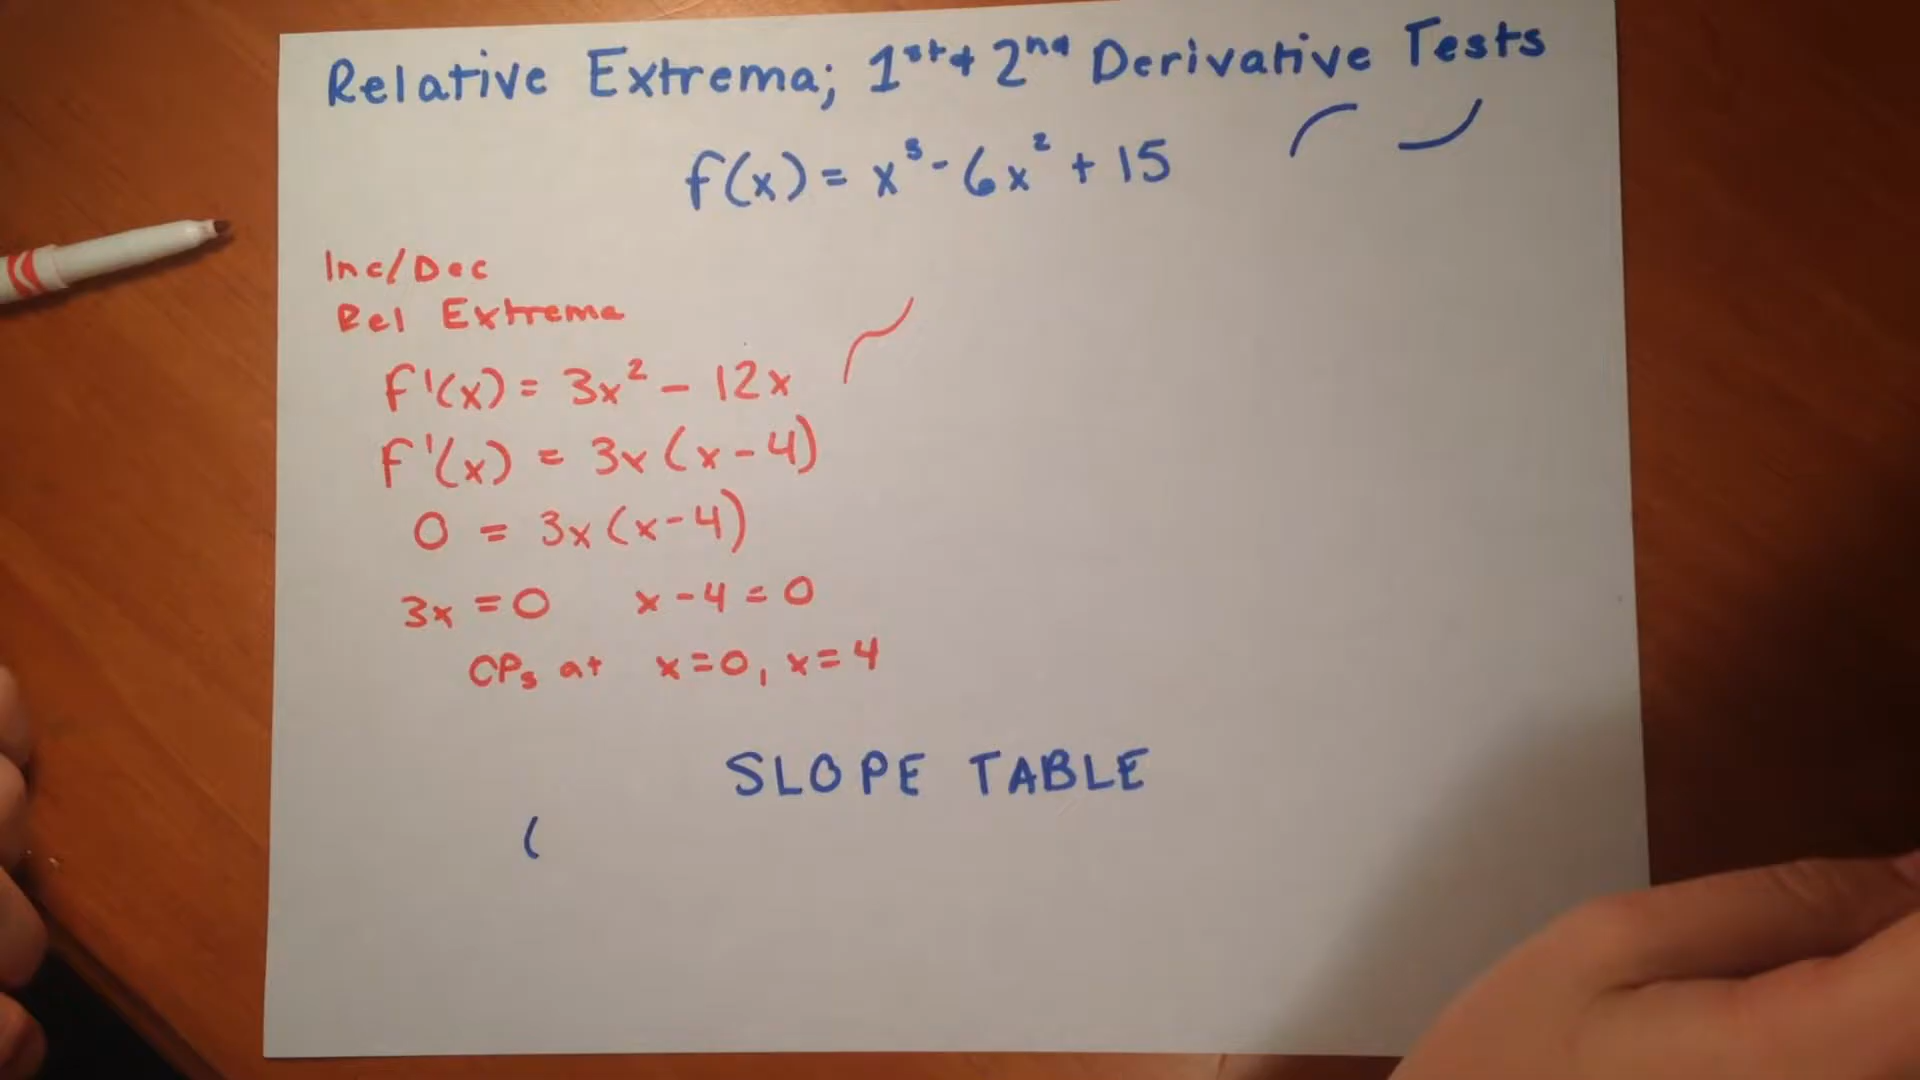 Relative Extrema; 1st + 2nd Derivative Tests
f(x) = x³ - 6x² + 15
Inc/Dec
Rel Extrema
f'(x) = 3x² - 12x
f'(x) = 3x(x-4)
0 = 3x(x-4)
3x = 0 x-4 = 0
CPs at x=0, x=4
SLOPE TABLE
(